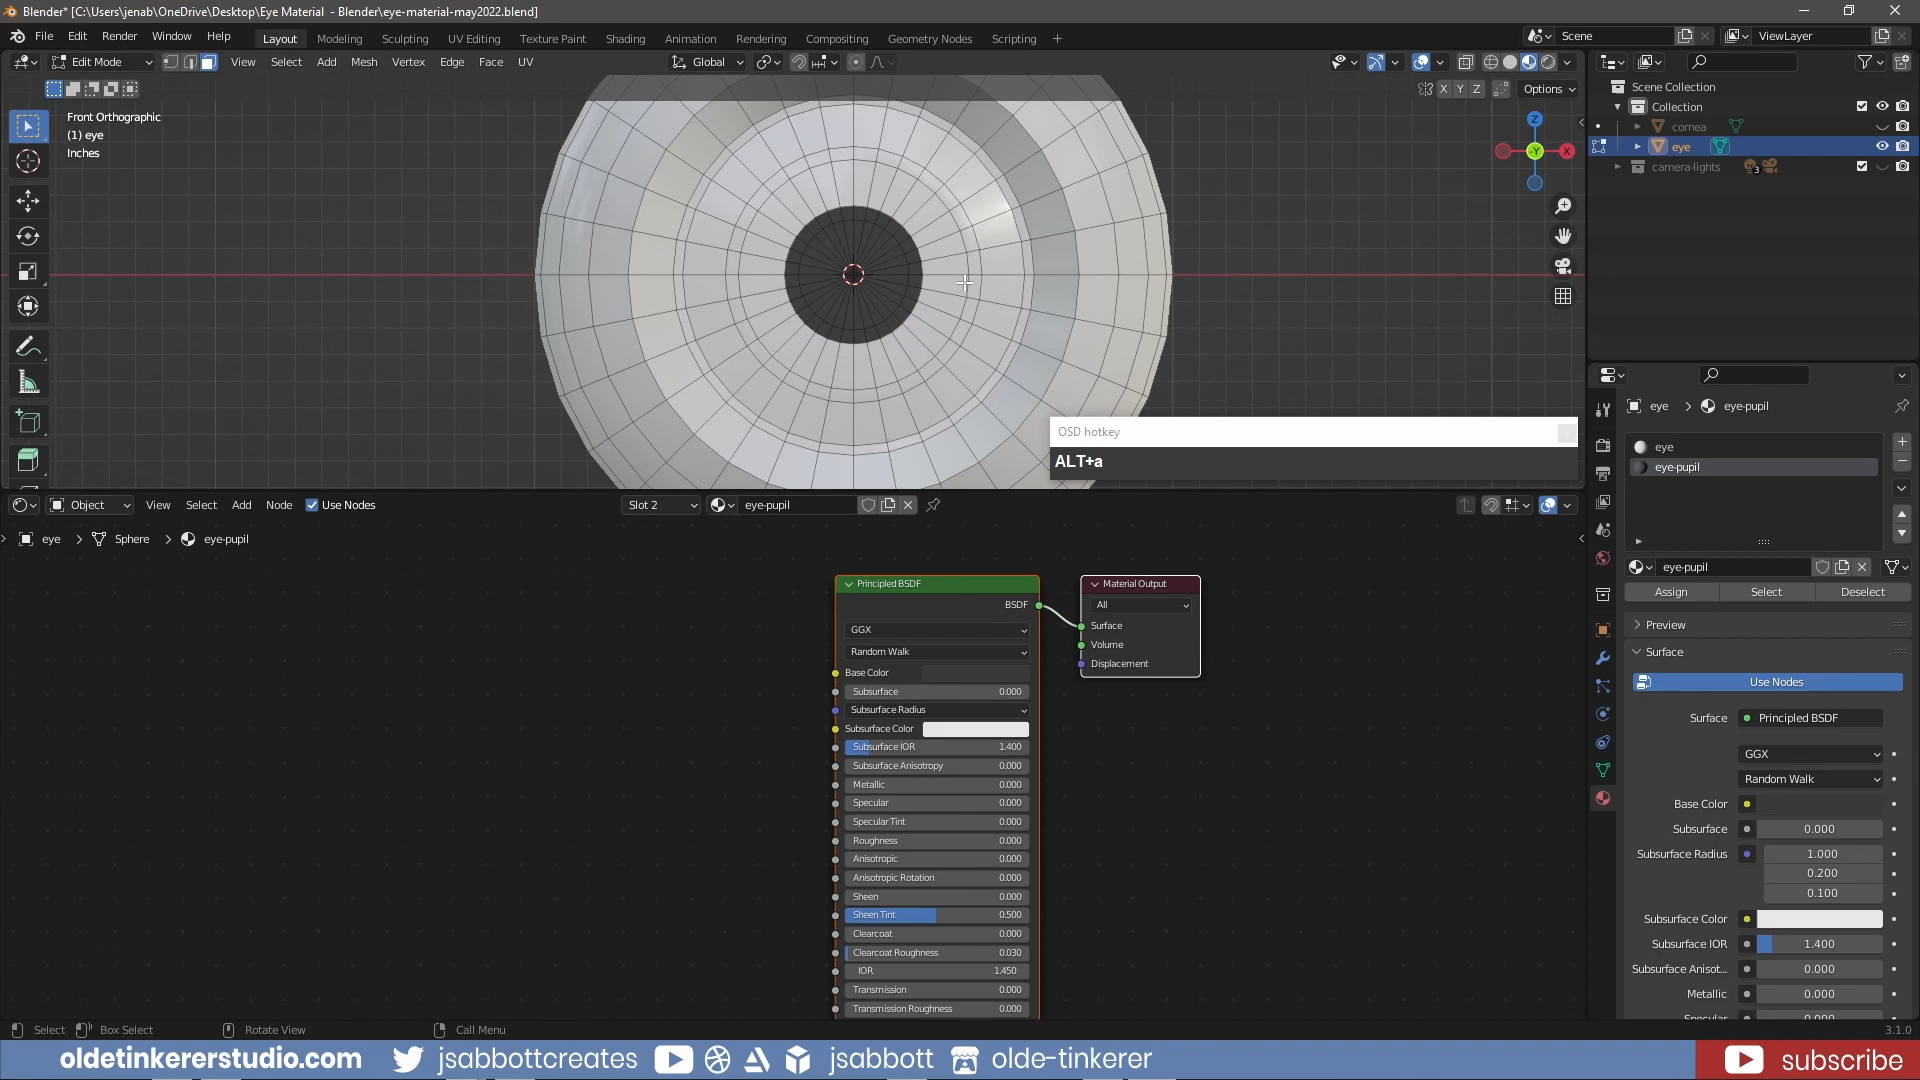 Blender* [C:\Users\jenab\OneDrive\Desktop\Eye Material - Blender\eye-material-may2022.blend]
File Edit Render Window Help Layout Modeling Sculpting UV Editing Texture Paint Shading Animation Rendering Compositing Geometry Nodes Scripting + Scene ViewLayer
Edit Mode View Select Add Mesh Vertex Edge Face UV Global
X Y Z Options
Front Orthographic
(1) eye
Inches
Z
-Y
X
Scene Collection
Collection
cornea
eye
camera-lights 3
OSD hotkey
ALT+a
eye > eye-pupil
eye
eye-pupil
Object View Select Add Node Use Nodes Slot 2 eye-pupil
eye > Sphere > eye-pupil
Principled BSDF
BSDF
GGX
Random Walk
Base Color
Subsurface 0.000
Subsurface Radius
Subsurface Color
Subsurface IOR 1.400
Subsurface Anisotropy 0.000
Metallic 0.000
Specular 0.000
Specular Tint 0.000
Roughness 0.000
Anisotropic 0.000
Anisotropic Rotation 0.000
Sheen 0.000
Sheen Tint 0.500
Clearcoat 0.000
Clearcoat Roughness 0.030
IOR 1.450
Transmission 0.000
Transmission Roughness 0.000
Material Output
All
Surface
Volume
Displacement
eye-pupil
Assign Select Deselect
Preview
Surface
Use Nodes
Surface Principled BSDF
GGX
Random Walk
Base Color
Subsurface 0.000
Subsurface Radius 1.000
0.200
0.100
Subsurface Color
Subsurface IOR 1.400
Subsurface Anisot... 0.000
Metallic 0.000
Specular 0.000
Select Box Select Rotate View Call Menu 3.1.0
oldetinkererstudio.com jsabbottcreates jsabbott olde-tinkerer subscribe